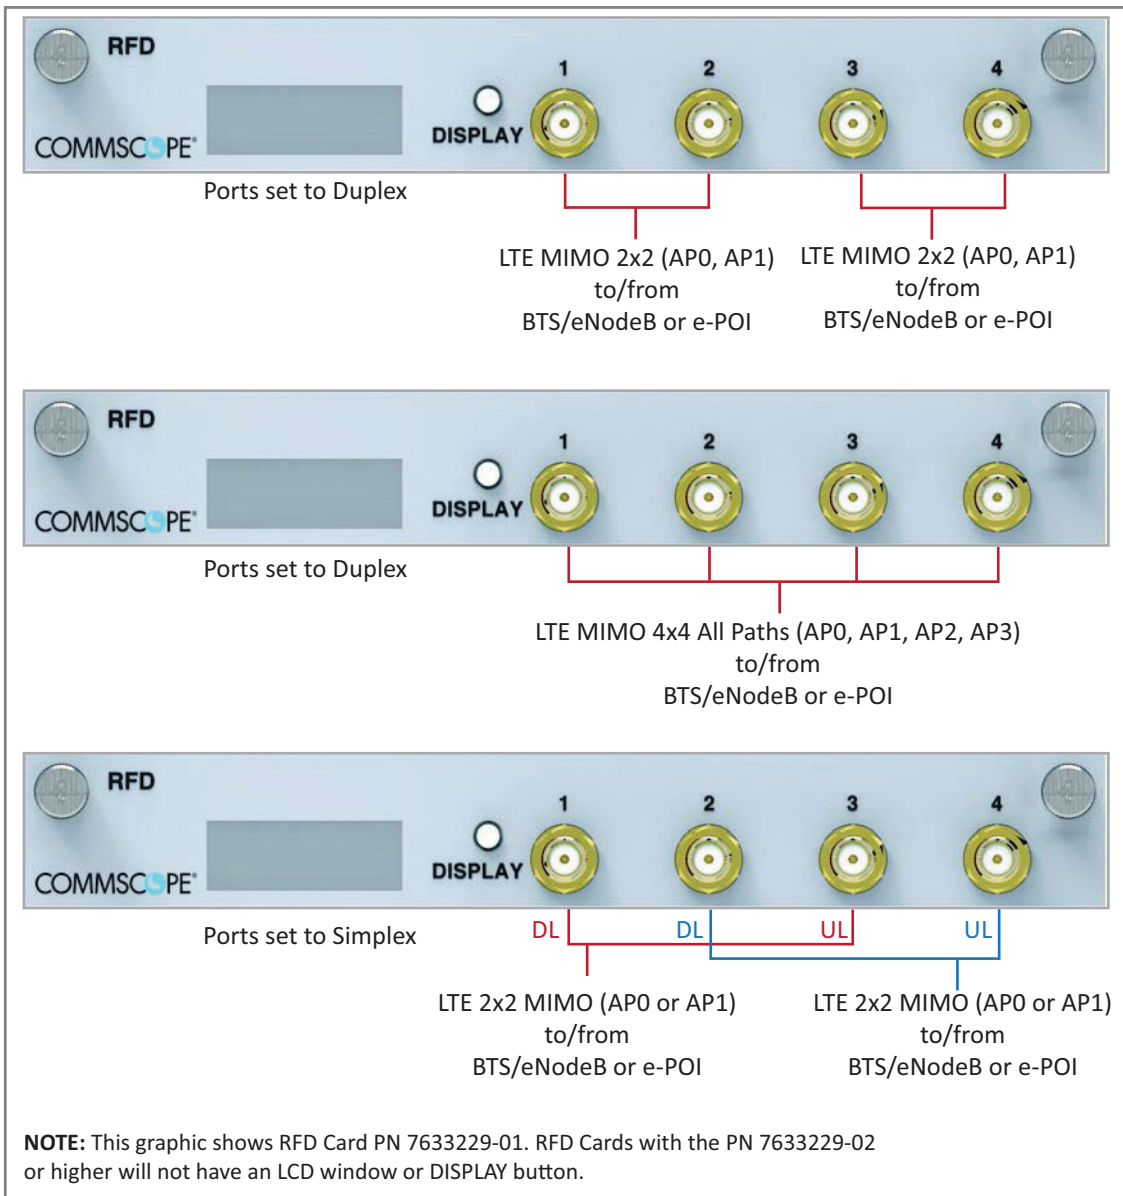 RFD
1 2 3 4
DISPLAY
COMMSCOPE®
Ports set to Duplex
LTE MIMO 2x2 (AP0, AP1)
to/from
BTS/eNodeB or e-POI
LTE MIMO 2x2 (AP0, AP1)
to/from
BTS/eNodeB or e-POI
RFD
1 2 3 4
DISPLAY
COMMSCOPE®
Ports set to Duplex
LTE MIMO 4x4 All Paths (AP0, AP1, AP2, AP3)
to/from
BTS/eNodeB or e-POI
RFD
1 2 3 4
DISPLAY
COMMSCOPE®
Ports set to Simplex
DL DL UL UL
LTE 2x2 MIMO (AP0 or AP1)
to/from
BTS/eNodeB or e-POI
LTE 2x2 MIMO (AP0 or AP1)
to/from
BTS/eNodeB or e-POI
NOTE: This graphic shows RFD Card PN 7633229-01. RFD Cards with the PN 7633229-02
or higher will not have an LCD window or DISPLAY button.